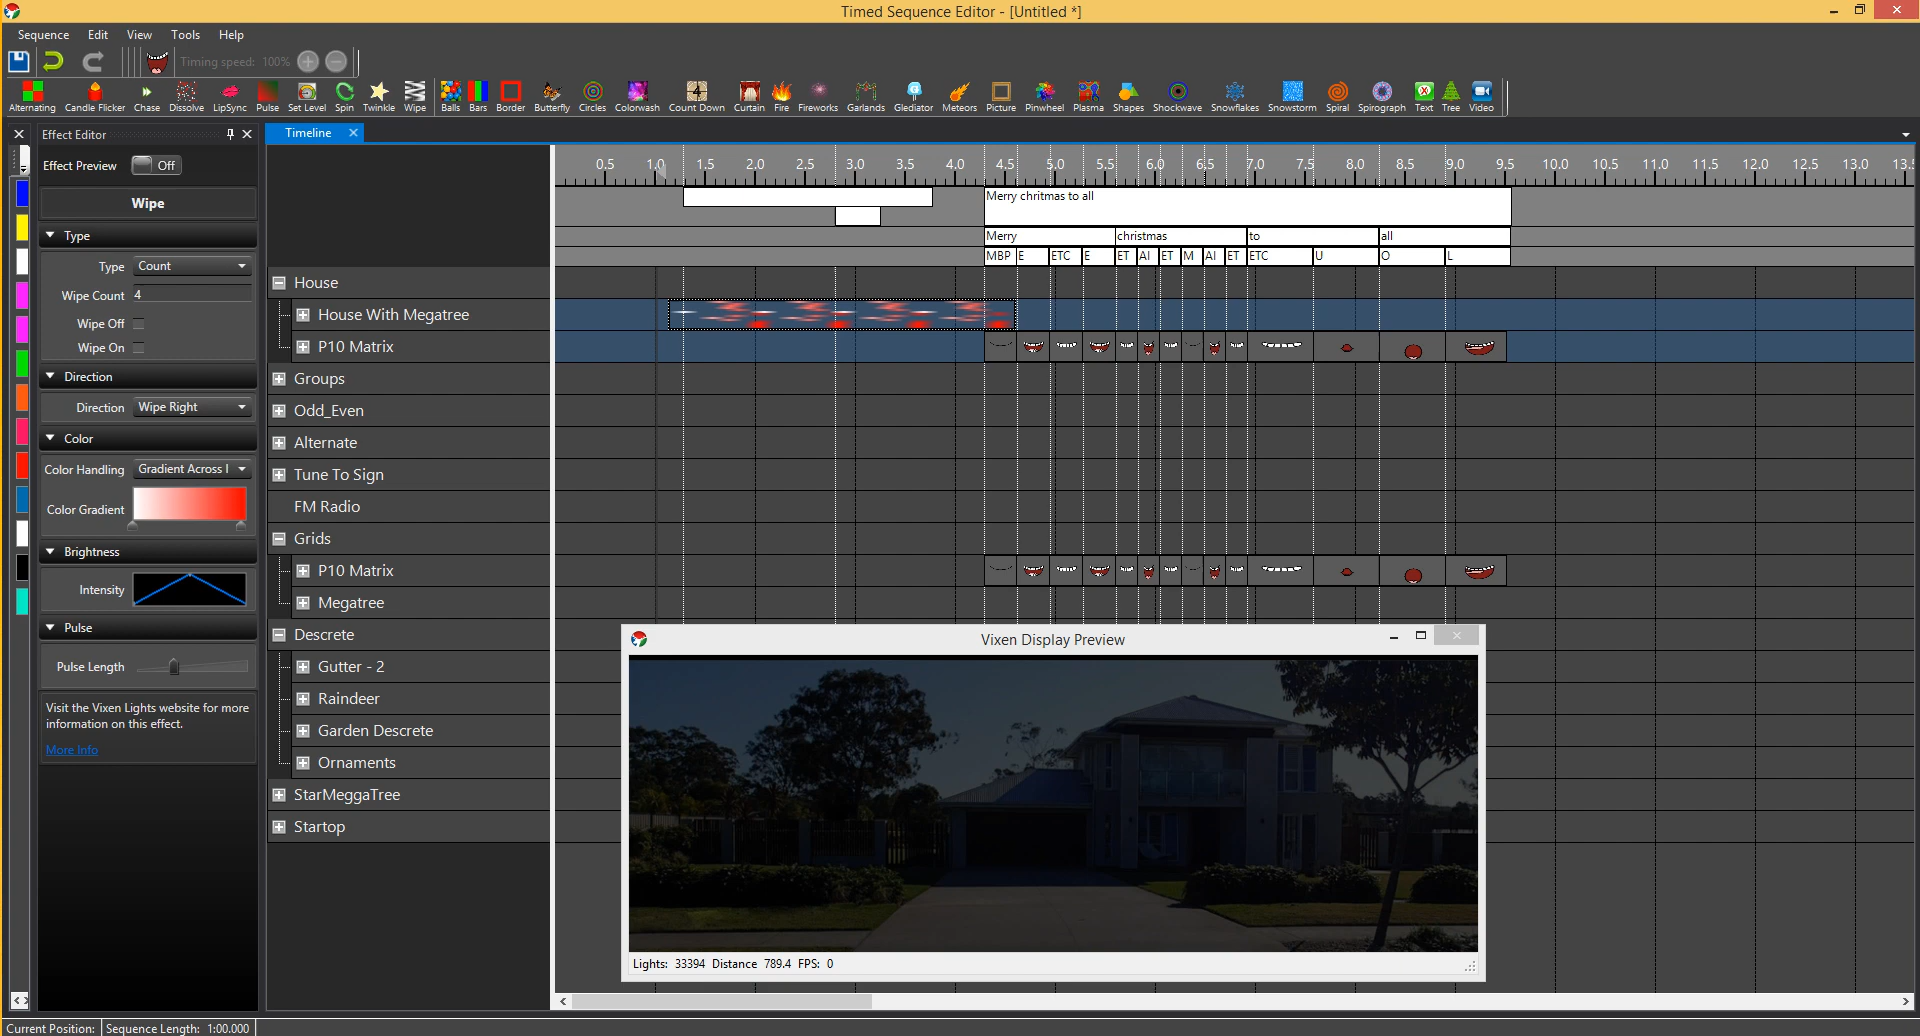 Timed Sequence Editor - [Untitled *]
Sequence Edit View Tools Help
Timing speed: 100%
Alternating Candle Flicker Chase Dissolve LipSync Pulse Set Level Spin Twinkle Wipe Balls Bars Border Butterfly Circles Colorwash Count Down Curtain Fire Fireworks Garlands Glediator Meteors Picture Pinwheel Plasma Shapes Shockwave Snowflakes Snowstorm Spiral Spirograph Text Tree Video
Effect Editor
Timeline
Effect Preview Off
Wipe
Type
Type Count
Wipe Count 4
Wipe Off
Wipe On
Direction
Direction Wipe Right
Color
Color Handling Gradient Across I
Color Gradient
Brightness
Intensity
Pulse
Pulse Length
Visit the Vixen Lights website for more
information on this effect.
More Info
0.5 1.0 1.5 2.0 2.5 3.0 3.5 4.0 4.5 5.0 5.5 6.0 6.5 7.0 7.5 8.0 8.5 9.0 9.5 10.0 10.5 11.0 11.5 12.0 12.5 13.0 13.5
Merry chritmas to all
Merry christmas to all
MBP E ETC E ET AI ET M AI ET ETC U O L
House
House With Megatree
P10 Matrix
Groups
Odd_Even
Alternate
Tune To Sign
FM Radio
Grids
P10 Matrix
Megatree
Descrete
Gutter - 2
Raindeer
Garden Descrete
Ornaments
StarMeggaTree
Startop
Vixen Display Preview
Lights: 33394 Distance 789.4 FPS: 0
Current Position: Sequence Length: 1:00.000